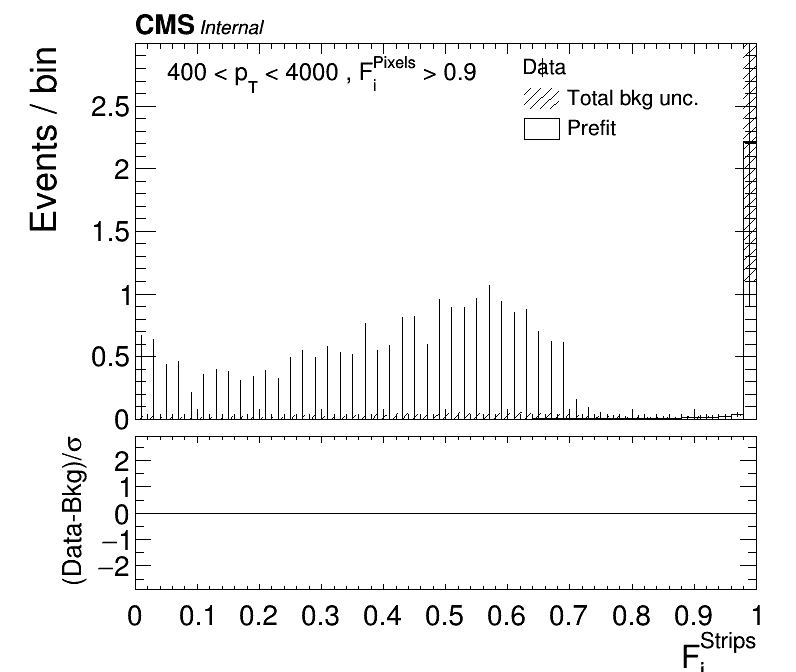 CMS Internal
400 < p_T < 4000 , F_i^Pixels > 0.9
Data
Total bkg unc.
Prefit
Events / bin
2.5
2
1.5
1
0.5
0
(Data-Bkg)/σ
2
1
0
−1
−2
0 0.1 0.2 0.3 0.4 0.5 0.6 0.7 0.8 0.9 1
F_i^Strips